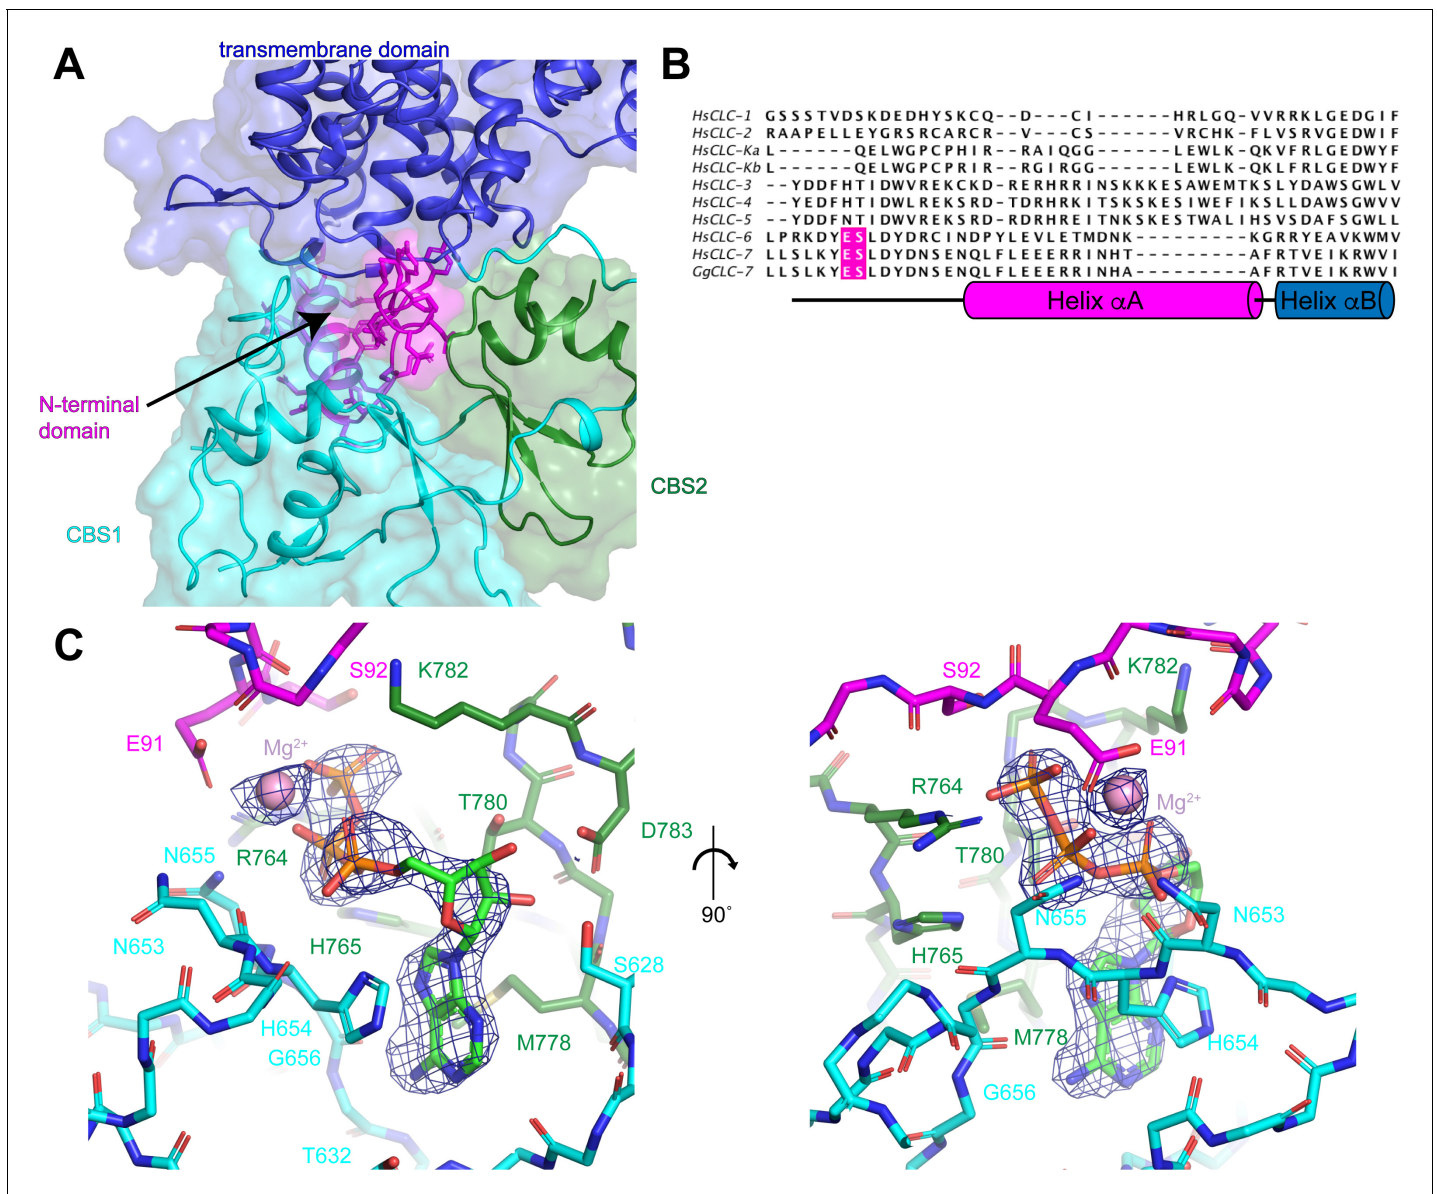 A
transmembrane domain
N-terminal
domain
CBS1
CBS2
B
HsCLC-1 GSSSTVDSKDEDHYSKCQ--D---CI------HRLGQ-VVRRKLGEDGIF
HsCLC-2 RAAPELLEYGRSRCARCR--V---CS------VRCHK-FLVSRVGEDWIF
HsCLC-Ka L------QELWGPCPHIR--RAIQGG------LEWLK-QKVFRLGEDWYF
HsCLC-Kb L------QELWGPCPRIR--RGIRGG------LEWLK-QKLFRLGEDWYF
HsCLC-3 --YDDFHTIDWVREKCKD-RERHRRINSKKKESAWEMTKSLYDAWSGWLV
HsCLC-4 --YEDFHTIDWLREKSRD-TDRHRKITSKSKESIWEFIKSLLDAWSGWVV
HsCLC-5 --YDDFNTIDWVREKSRD-RDRHREITNKSKESTWALIHSVSDAFSGWLL
HsCLC-6 LPRKDYESLDYDRCINDPYLEVLETMDNK---------KGRRYEAVKWMV
HsCLC-7 LLSLKYESLDYDNSENQLFLEEERRINHT---------AFRTVEIKRWVI
GgCLC-7 LLSLKYESLDYDNSENQLFLEEERRINHA---------AFRTVEIKRWVI
Helix αA Helix αB
C
S92 K782
E91
Mg2+
T780
D783
N655 R764
N653
H765
S628
H654
G656
M778
T632
90°
S92
K782
E91
R764
Mg2+
T780
N655
N653
H765
M778
H654
G656